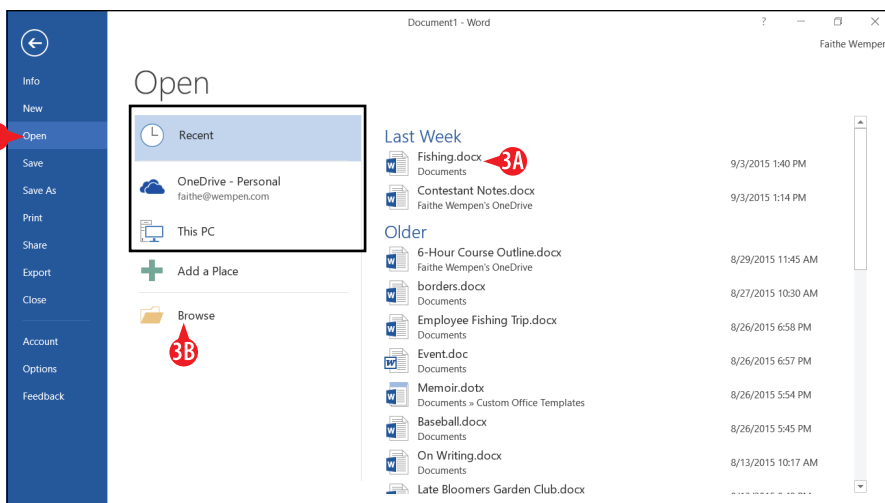 Document1 - Word
?
Faithe Wempen
Info
New
Open
Save
Save As
Print
Share
Export
Close
Account
Options
Feedback
Open
Recent
OneDrive - Personal
faithe@wempen.com
This PC
Add a Place
Browse
3B
Last Week
Fishing.docx 3A 9/3/2015 1:40 PM
Documents
Contestant Notes.docx 9/3/2015 1:14 PM
Faithe Wempen's OneDrive
Older
6-Hour Course Outline.docx 8/29/2015 11:45 AM
Faithe Wempen's OneDrive
borders.docx 8/27/2015 10:30 AM
Documents
Employee Fishing Trip.docx 8/26/2015 6:58 PM
Documents
Event.doc 8/26/2015 6:57 PM
Documents
Memoir.dotx 8/26/2015 5:54 PM
Documents » Custom Office Templates
Baseball.docx 8/26/2015 5:45 PM
Documents
On Writing.docx 8/13/2015 10:17 AM
Documents
Late Bloomers Garden Club.docx